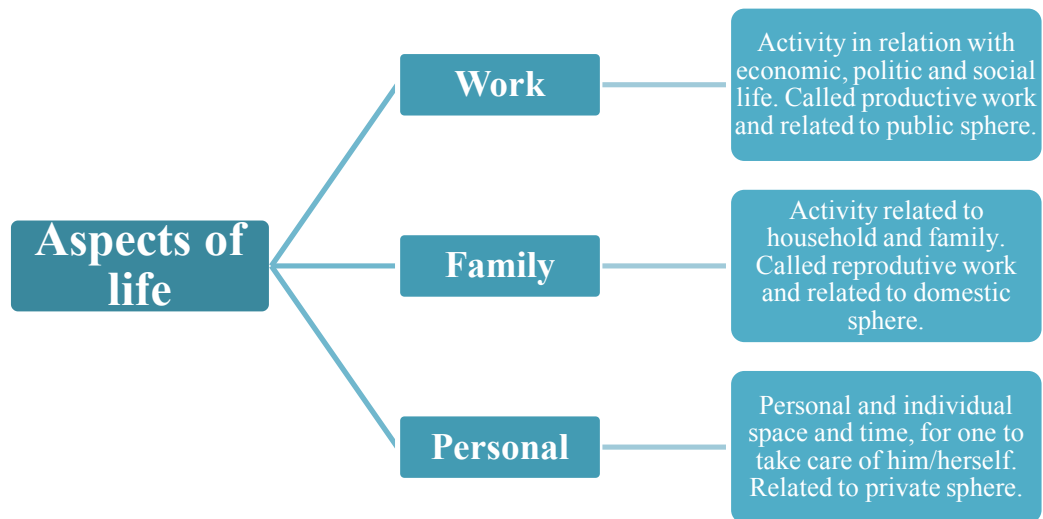 Aspects of
life
Work
Activity in relation with
economic, politic and social
life. Called productive work
and related to public sphere.
Family
Activity related to
household and family.
Called reprodutive work
and related to domestic
sphere.
Personal
Personal and individual
space and time, for one to
take care of him/herself.
Related to private sphere.